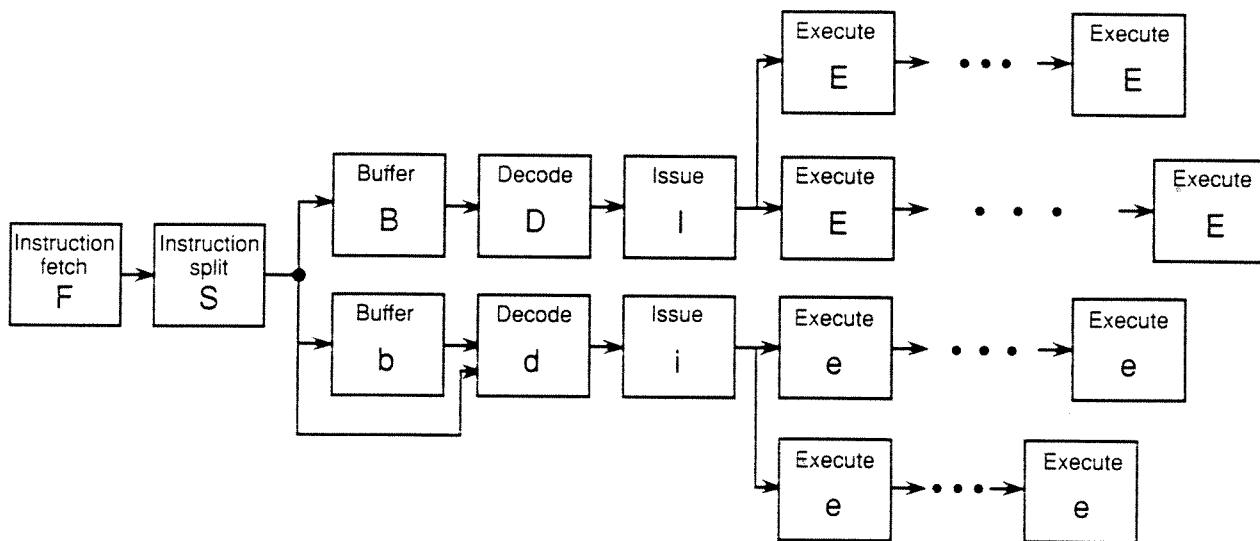 Execute
E
Execute
E
Buffer
B
Decode
D
Issue
I
Execute
E
Execute
E
Instruction
fetch
F
Instruction
split
S
Buffer
b
Decode
d
Issue
i
Execute
e
Execute
e
Execute
e
Execute
e